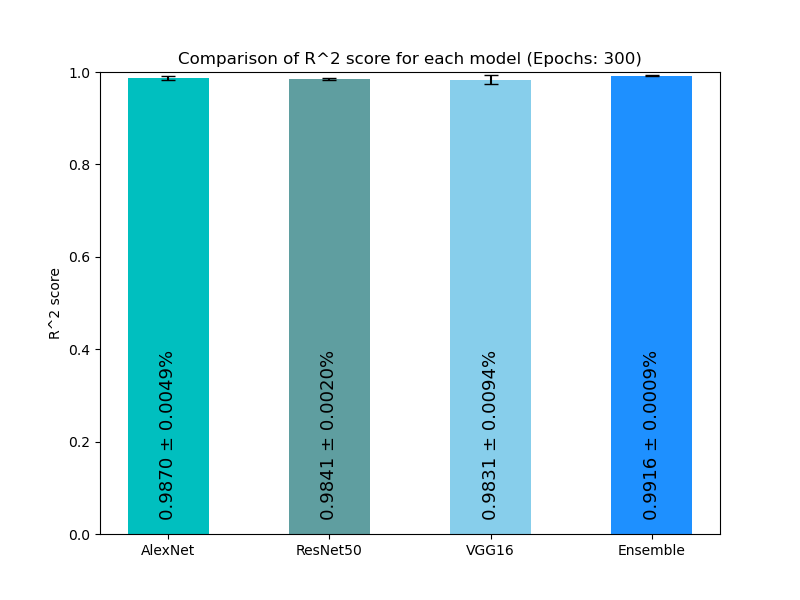 Comparison of R^2 score for each model (Epochs: 300)
1.0
0.8
0.6
0.4
0.2
0.0
R^2 score
0.9870 ± 0.0049%
0.9841 ± 0.0020%
0.9831 ± 0.0094%
0.9916 ± 0.0009%
AlexNet
ResNet50
VGG16
Ensemble